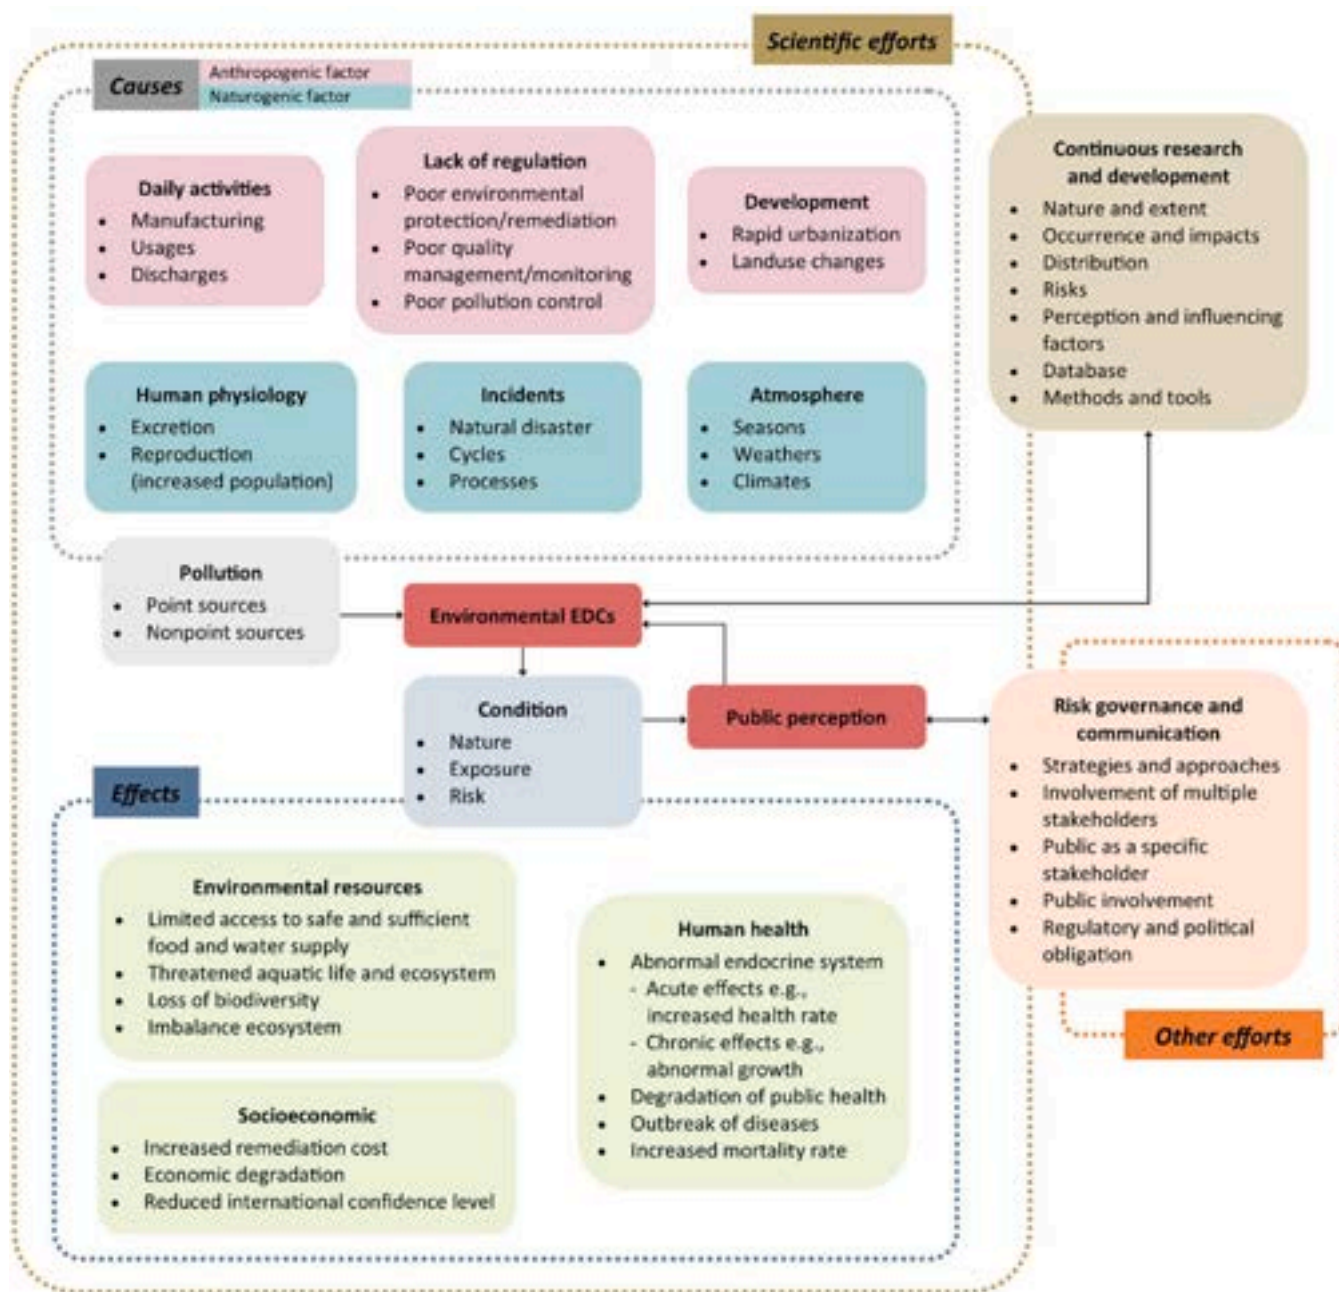 Scientific efforts
Causes
Anthropogenic factor
Naturogenic factor
Daily activities
• Manufacturing
• Usages
• Discharges
Lack of regulation
• Poor environmental
protection/remediation
• Poor quality
management/monitoring
• Poor pollution control
Development
• Rapid urbanization
• Landuse changes
Continuous research
and development
• Nature and extent
• Occurrence and impacts
• Distribution
• Risks
• Perception and influencing
factors
• Database
• Methods and tools
Human physiology
• Excretion
• Reproduction
(increased population)
Incidents
• Natural disaster
• Cycles
• Processes
Atmosphere
• Seasons
• Weathers
• Climates
Pollution
• Point sources
• Nonpoint sources
Environmental EDCs
Condition
• Nature
• Exposure
• Risk
Public perception
Risk governance and
communication
• Strategies and approaches
• Involvement of multiple
stakeholders
• Public as a specific
stakeholder
• Public involvement
• Regulatory and political
obligation
Other efforts
Effects
Environmental resources
• Limited access to safe and sufficient
food and water supply
• Threatened aquatic life and ecosystem
• Loss of biodiversity
• Imbalance ecosystem
Human health
• Abnormal endocrine system
- Acute effects e.g.,
increased health rate
- Chronic effects e.g.,
abnormal growth
• Degradation of public health
• Outbreak of diseases
• Increased mortality rate
Socioeconomic
• Increased remediation cost
• Economic degradation
• Reduced international confidence level